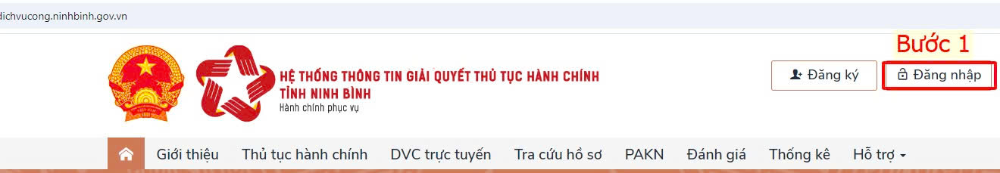 dichvucong.ninhbinh.gov.vn
Bước 1
HỆ THỐNG THÔNG TIN GIẢI QUYẾT THỦ TỤC HÀNH CHÍNH
TỈNH NINH BÌNH
Hành chính phục vụ
Đăng ký
Đăng nhập
Giới thiệu Thủ tục hành chính DVC trực tuyến Tra cứu hồ sơ PAKN Đánh giá Thống kê Hỗ trợ